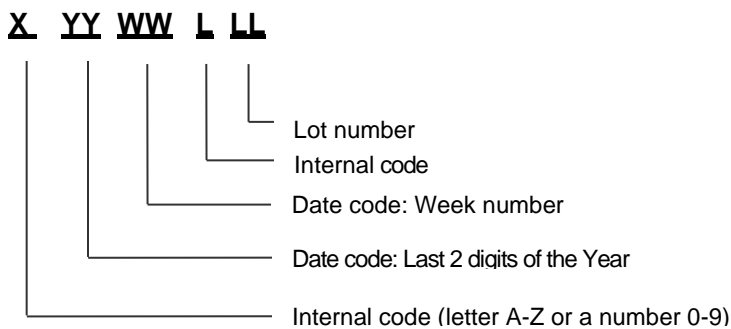 X YY WW L LL
Lot number
Internal code
Date code: Week number
Date code: Last 2 digits of the Year
Internal code (letter A-Z or a number 0-9)